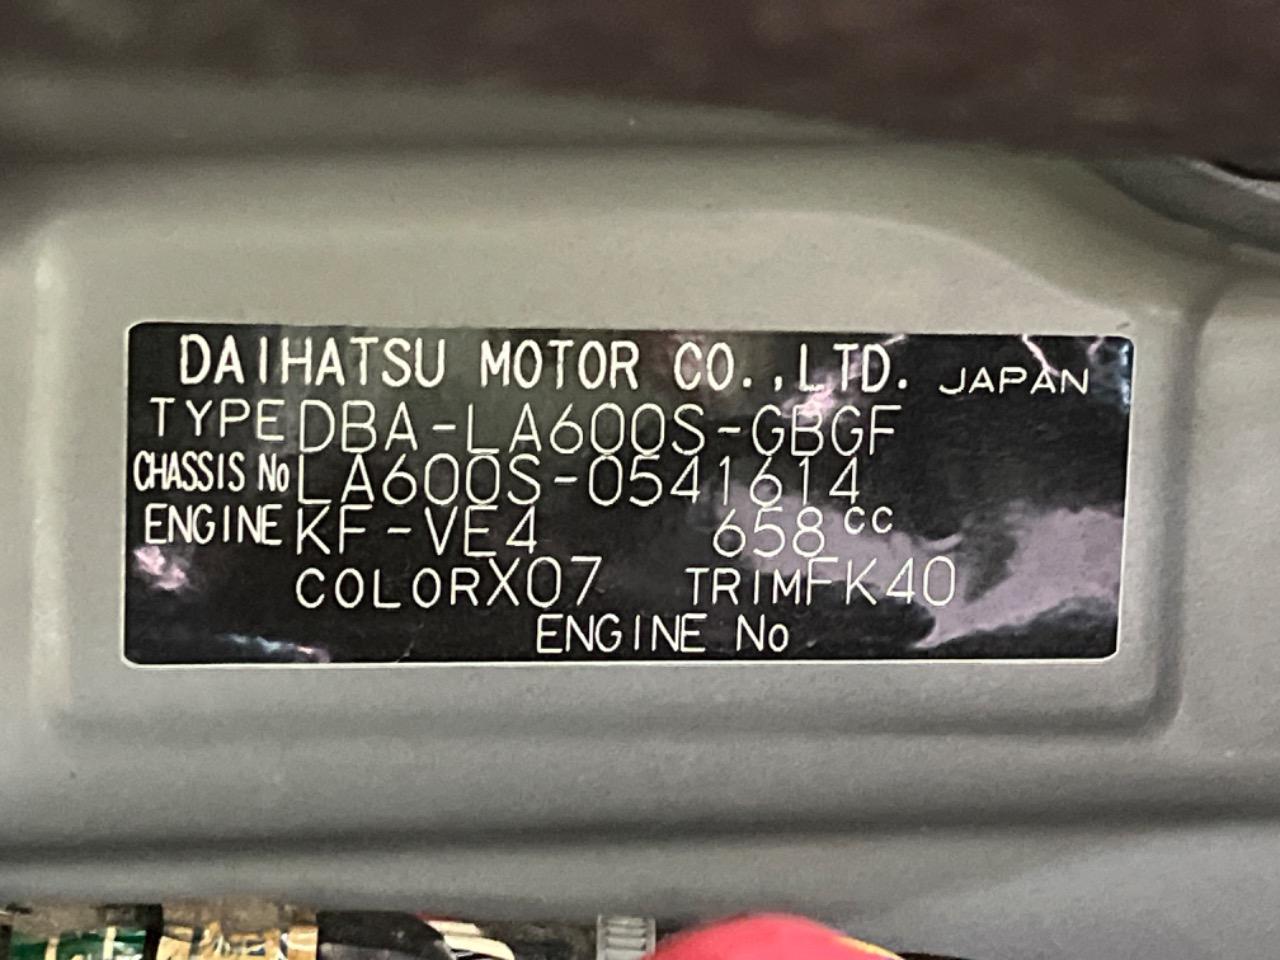 DAIHATSU MOTOR CO.,LTD. JAPAN
TYPE DBA-LA600S-GBGF
CHASSIS No LA600S-0541614
ENGINE KF-VE4 658cc
COLOR X07 TRIM FK40
ENGINE No